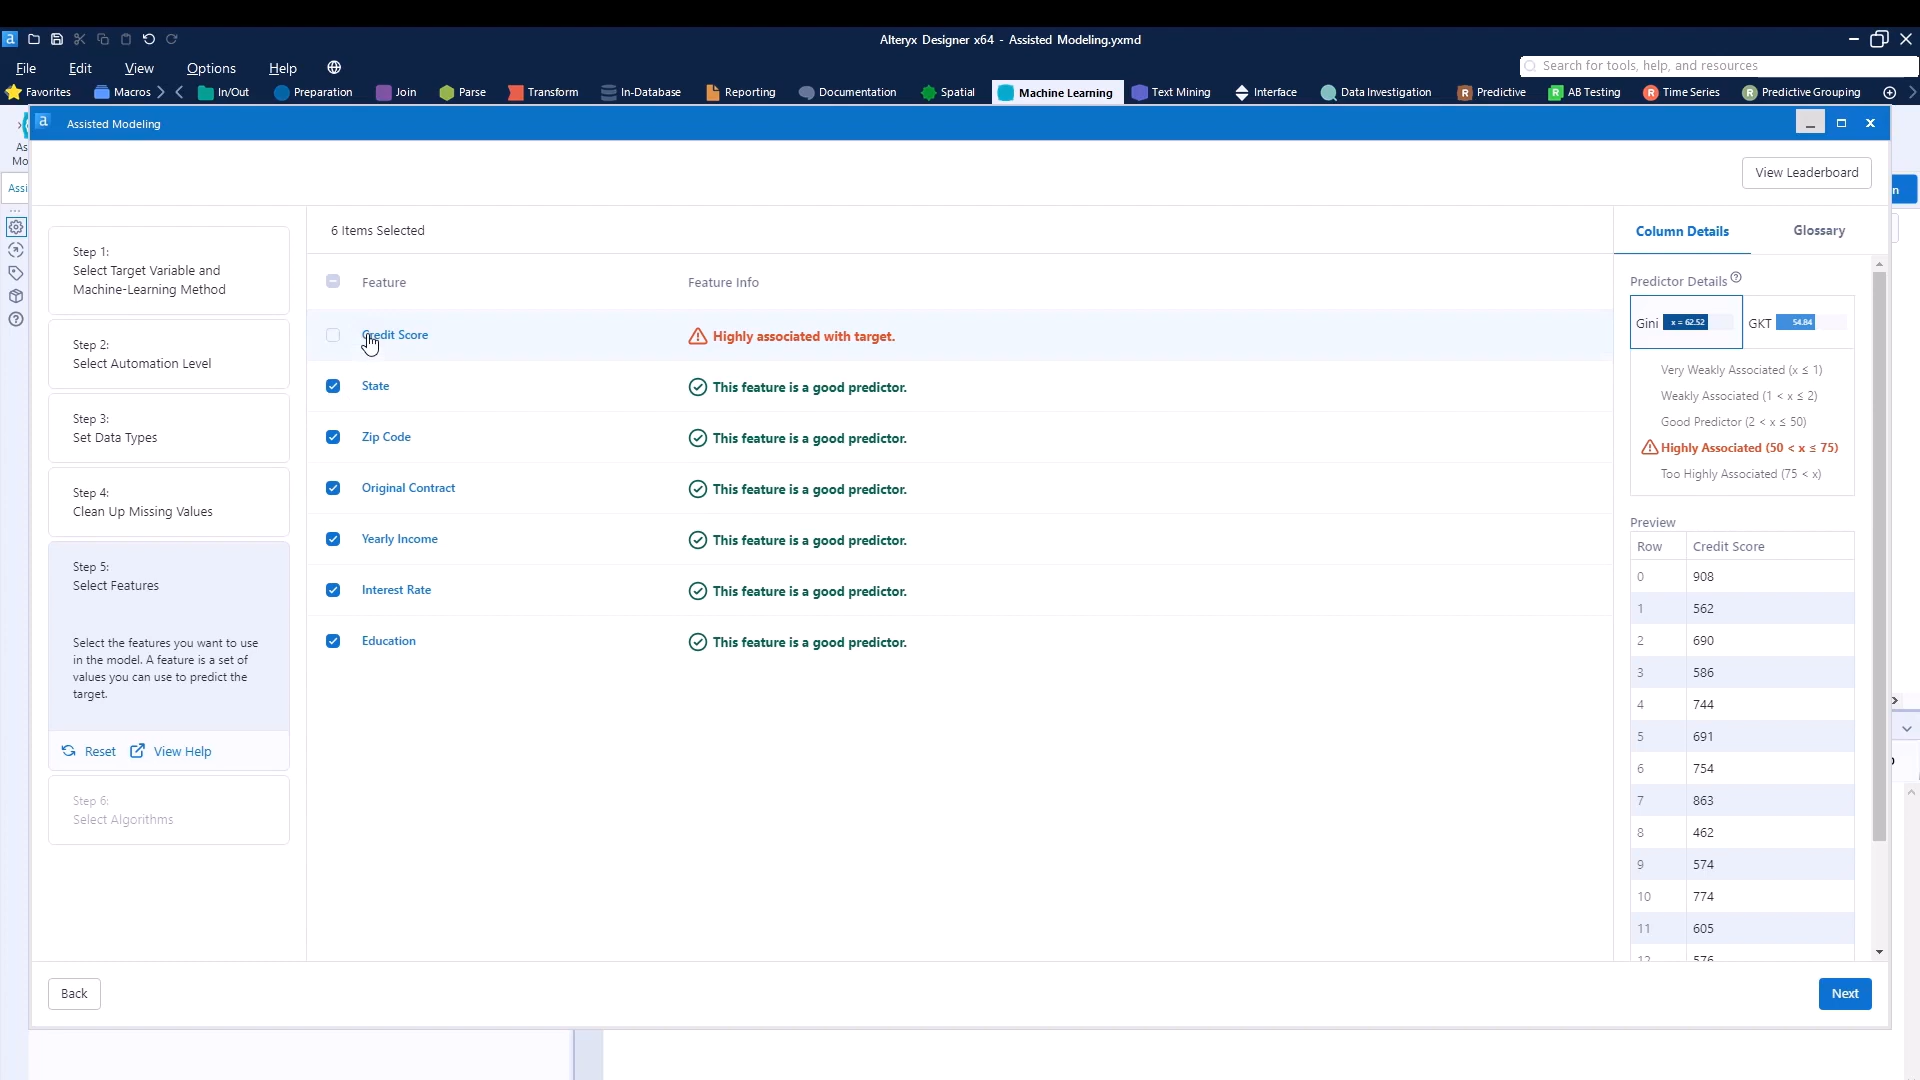 Alteryx Designer x64 - Assisted Modeling.yxmd
File Edit View Options Help
Search for tools, help, and resources
Favorites Macros In/Out Preparation Join Parse Transform In-Database Reporting Documentation Spatial Machine Learning Text Mining Interface Data Investigation Predictive AB Testing Time Series Predictive Grouping
Assisted Modeling
As
Mo
Assi
View Leaderboard
n
Step 1:
Select Target Variable and
Machine-Learning Method
Step 2:
Select Automation Level
Step 3:
Set Data Types
Step 4:
Clean Up Missing Values
Step 5:
Select Features
Select the features you want to use
in the model. A feature is a set of
values you can use to predict the
target.
Reset View Help
Step 6:
Select Algorithms
6 Items Selected
Feature Feature Info
Credit Score Highly associated with target.
State This feature is a good predictor.
Zip Code This feature is a good predictor.
Original Contract This feature is a good predictor.
Yearly Income This feature is a good predictor.
Interest Rate This feature is a good predictor.
Education This feature is a good predictor.
Column Details Glossary
Predictor Details
Gini x = 62.52 GKT 54.84
Very Weakly Associated (x ≤ 1)
Weakly Associated (1 < x ≤ 2)
Good Predictor (2 < x ≤ 50)
Highly Associated (50 < x ≤ 75)
Too Highly Associated (75 < x)
Preview
Row Credit Score
0 908
1 562
2 690
3 586
4 744
5 691
6 754
7 863
8 462
9 574
10 774
11 605
12 576
Back Next